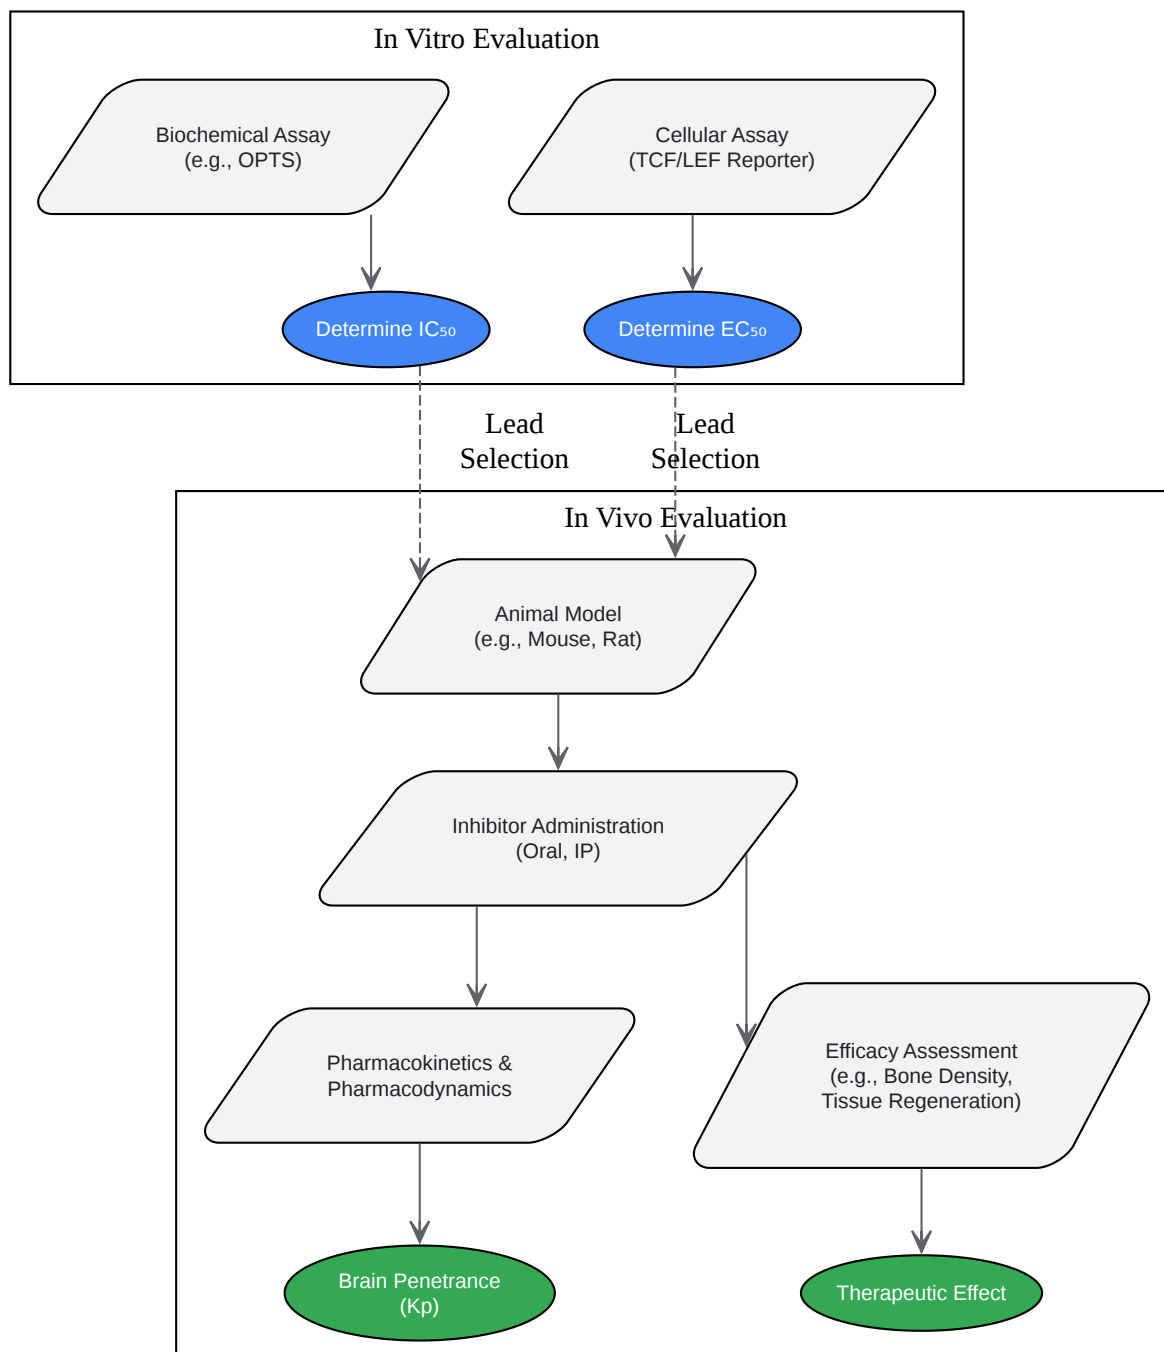 In Vitro Evaluation
Biochemical Assay
(e.g., OPTS)
Cellular Assay
(TCF/LEF Reporter)
Determine IC₅₀
Determine EC₅₀
Lead
Selection
Lead
Selection
In Vivo Evaluation
Animal Model
(e.g., Mouse, Rat)
Inhibitor Administration
(Oral, IP)
Pharmacokinetics &
Pharmacodynamics
Efficacy Assessment
(e.g., Bone Density,
Tissue Regeneration)
Brain Penetrance
(Kp)
Therapeutic Effect